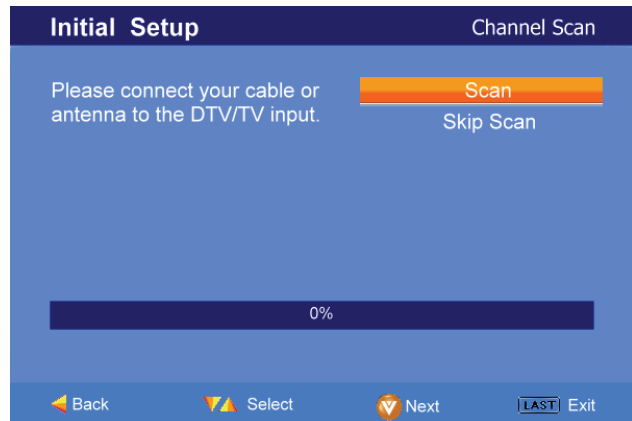 Initial Setup
Channel Scan
Please connect your cable or
antenna to the DTV/TV input.
Scan
Skip Scan
0%
Back
Select
V Next
LAST Exit